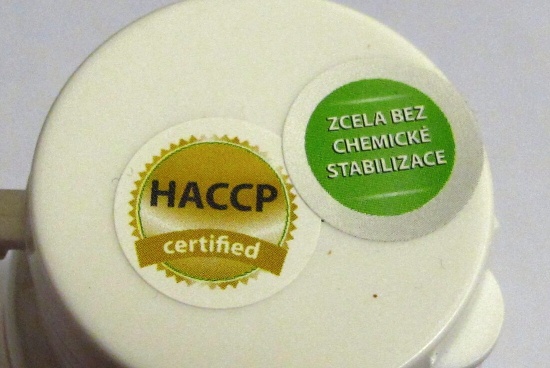 HACCP
certified
ZCELA BEZ
CHEMICKÉ
STABILIZACE